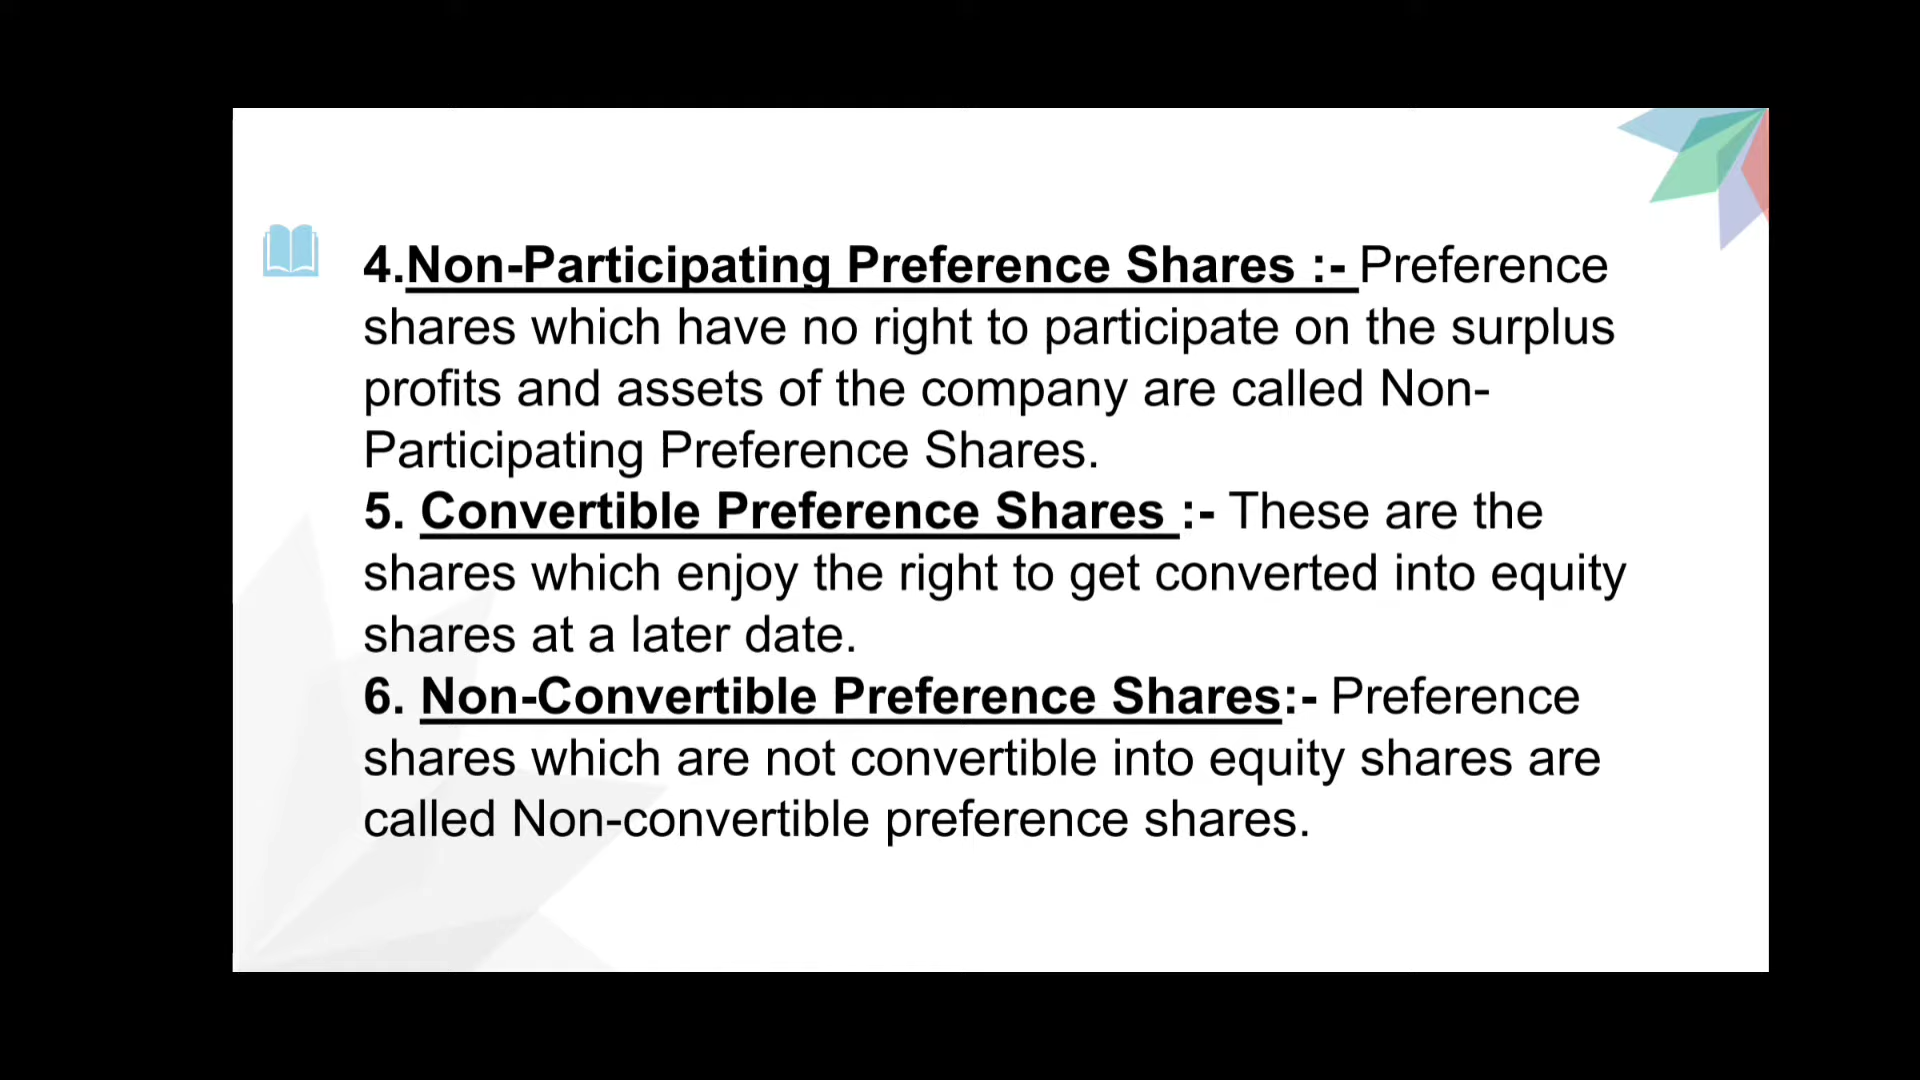 4.Non-Participating Preference Shares :- Preference
shares which have no right to participate on the surplus
profits and assets of the company are called Non-
Participating Preference Shares.
5. Convertible Preference Shares :- These are the
shares which enjoy the right to get converted into equity
shares at a later date.
6. Non-Convertible Preference Shares:- Preference
shares which are not convertible into equity shares are
called Non-convertible preference shares.